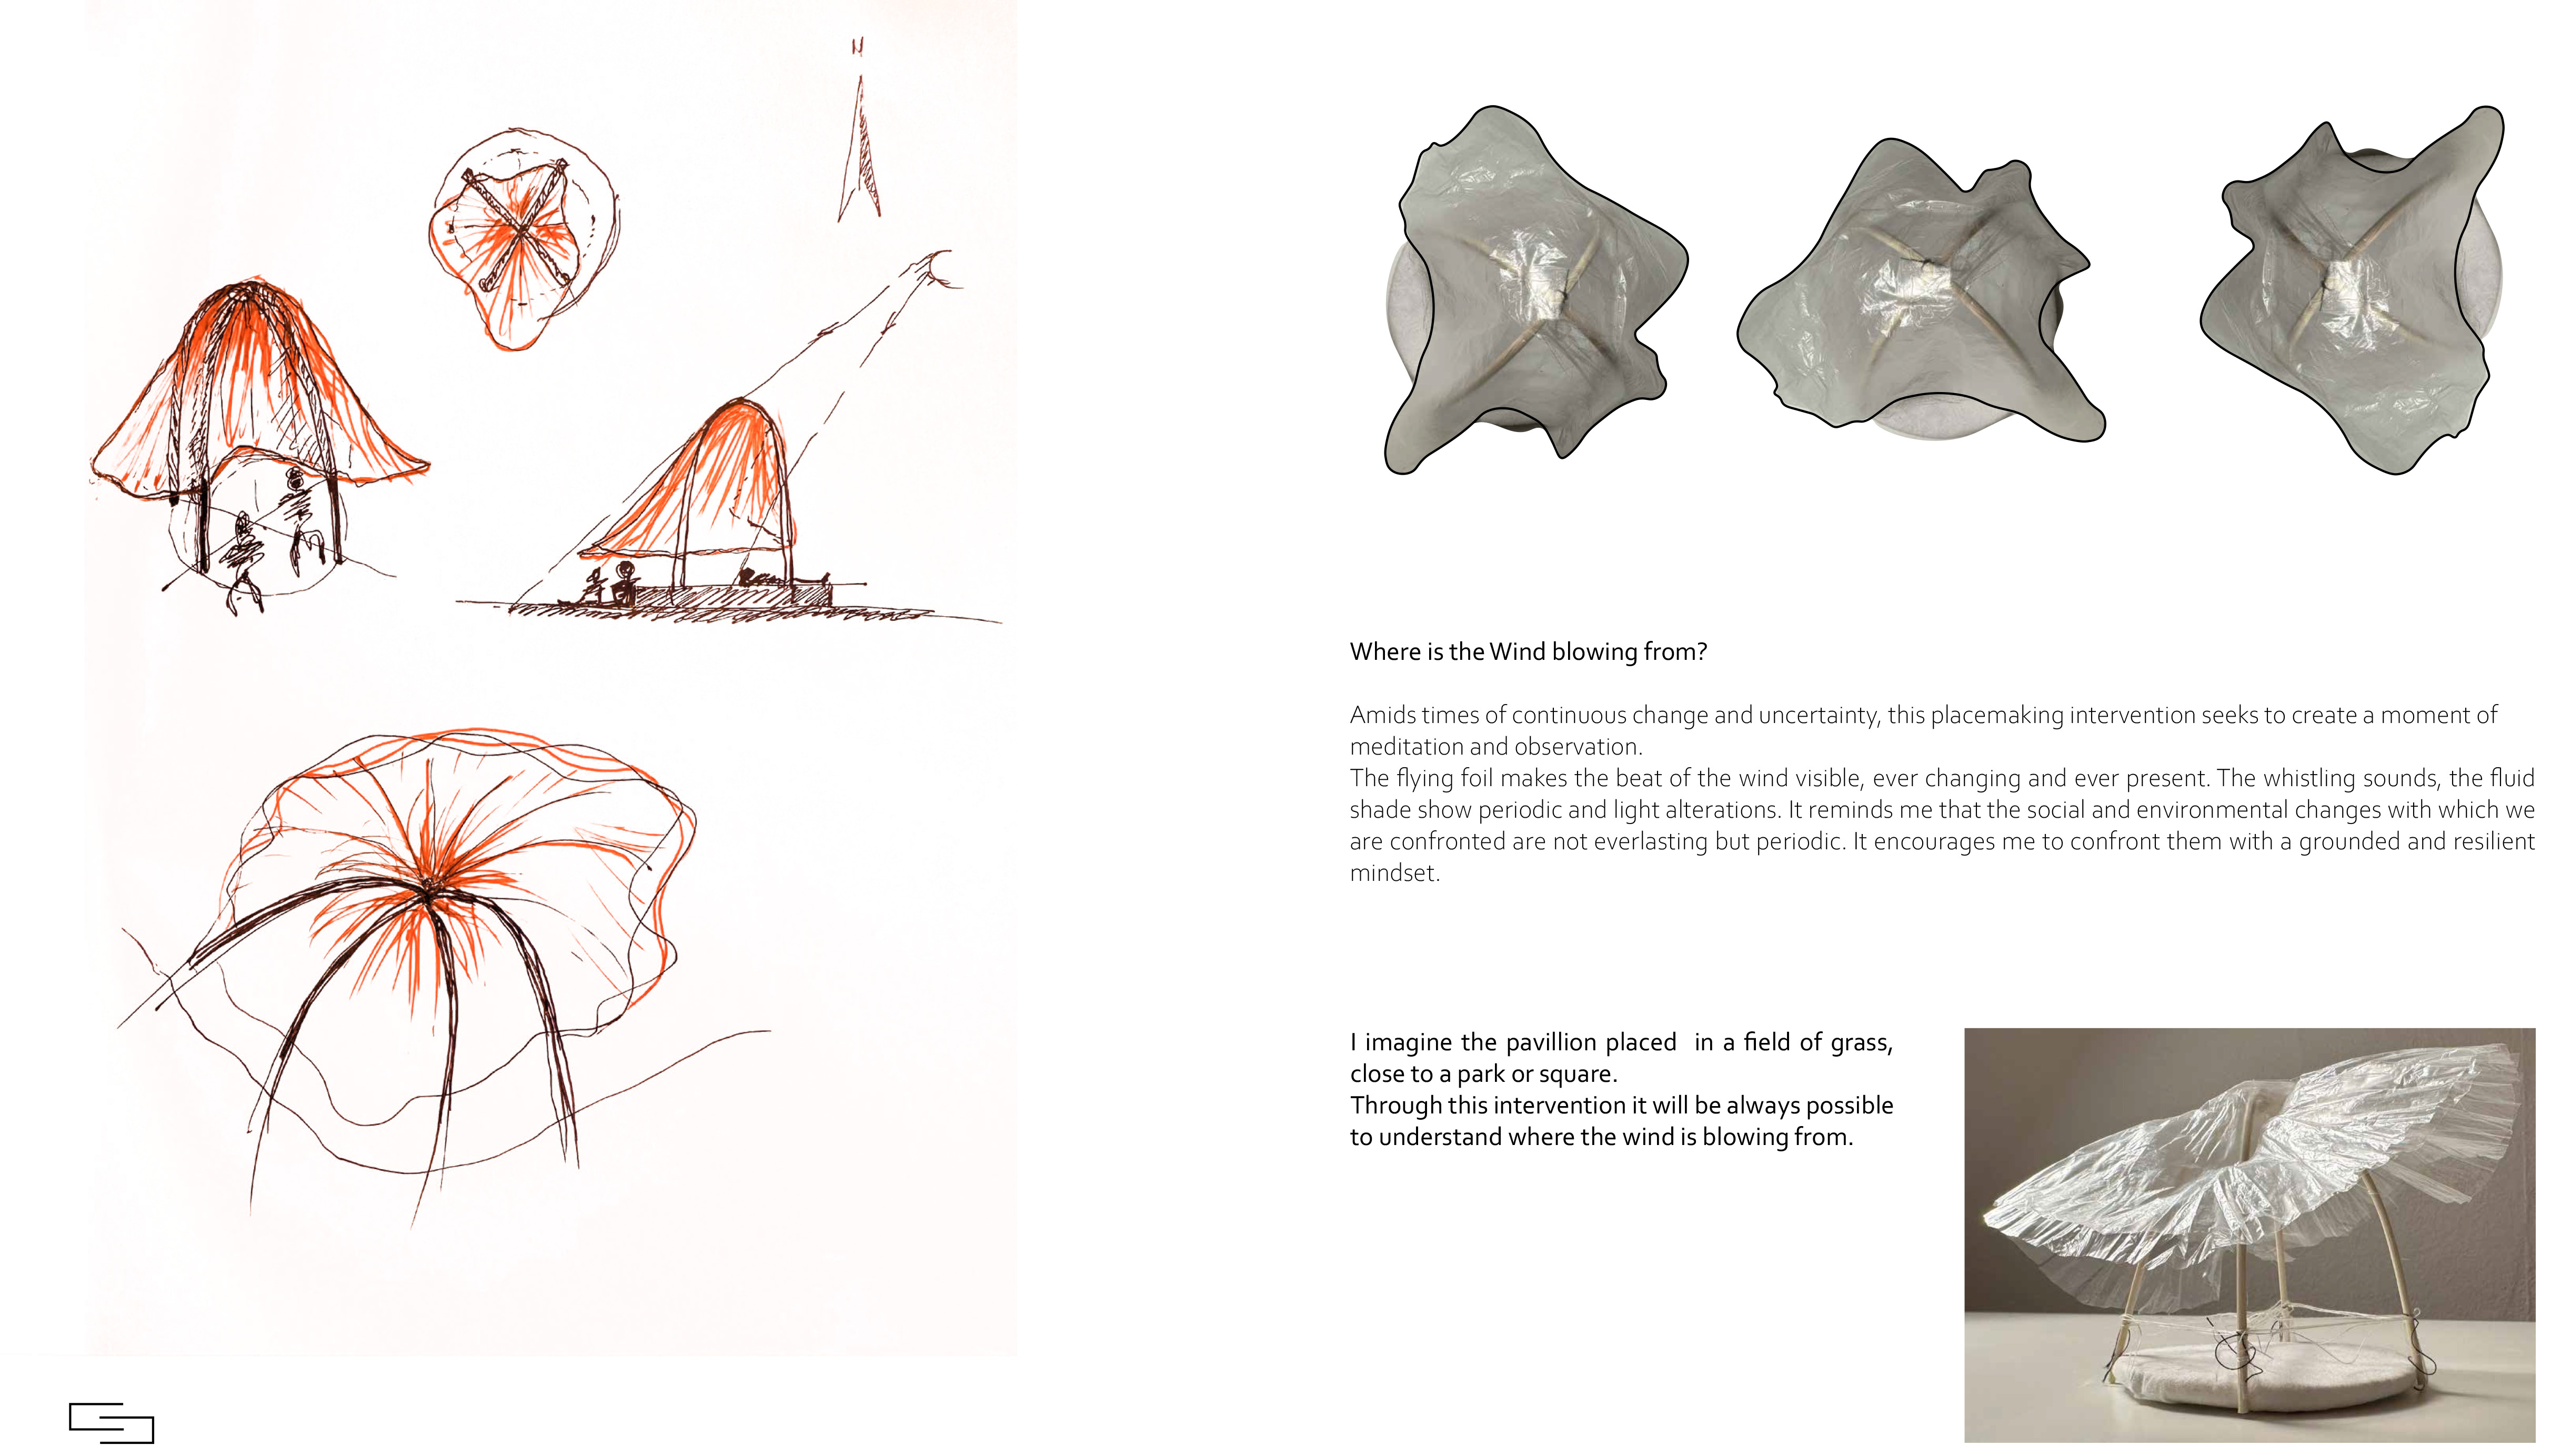 N
Where is the Wind blowing from?
Amids times of continuous change and uncertainty, this placemaking intervention seeks to create a moment of
meditation and observation.
The flying foil makes the beat of the wind visible, ever changing and ever present. The whistling sounds, the fluid
shade show periodic and light alterations. It reminds me that the social and environmental changes with which we
are confronted are not everlasting but periodic. It encourages me to confront them with a grounded and resilient
mindset.
I imagine the pavillion placed in a field of grass,
close to a park or square.
Through this intervention it will be always possible
to understand where the wind is blowing from.